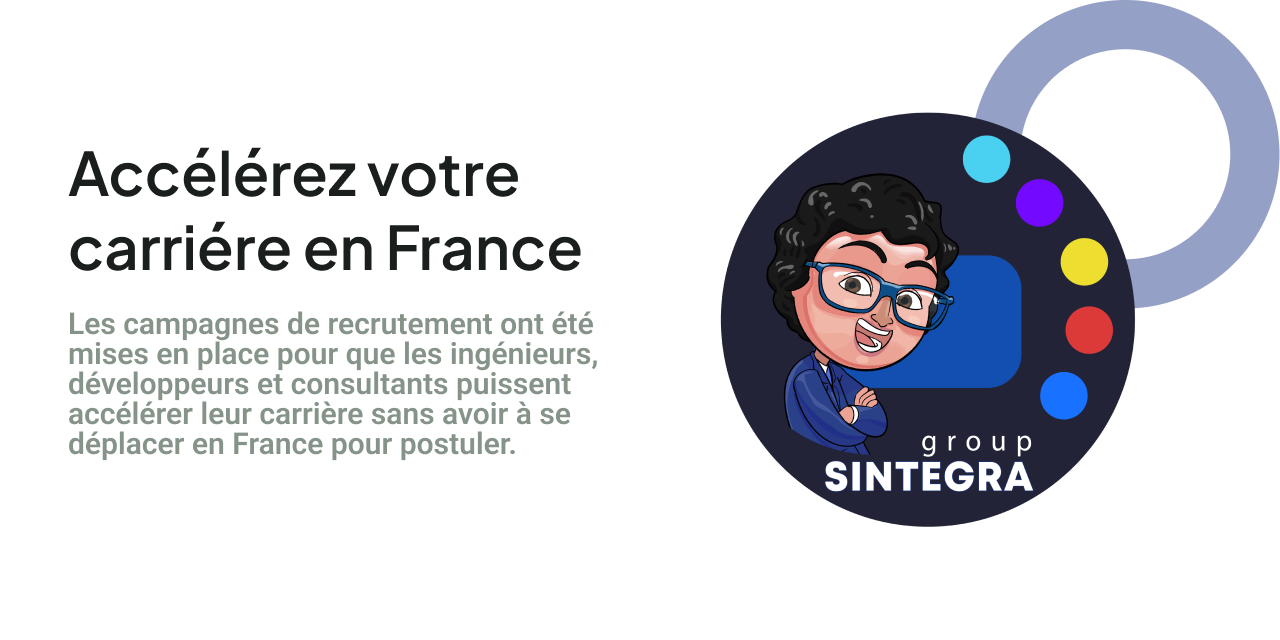 Accélérez votre
carriére en France
Les campagnes de recrutement ont été
mises en place pour que les ingénieurs,
développeurs et consultants puissent
accélérer leur carrière sans avoir à se
déplacer en France pour postuler.
group
SINTEGRA